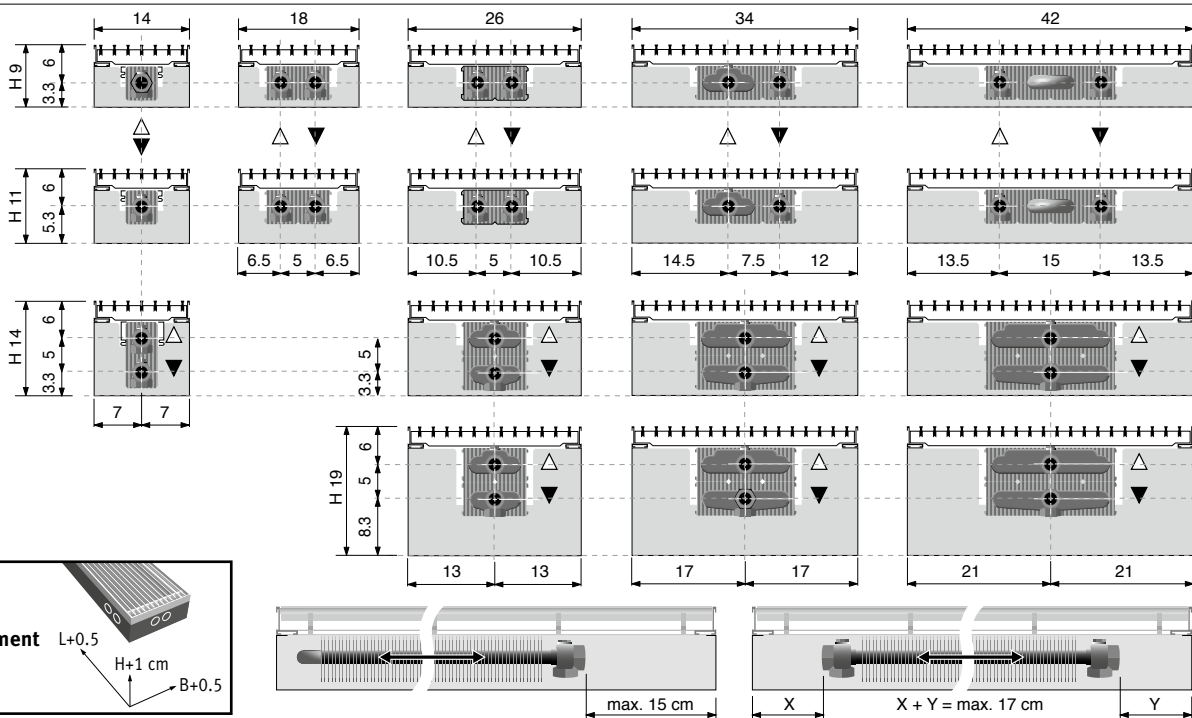 14 18 26 34 42
H 9 6 3.3
H 11 6 5.3
6.5 5 6.5 10.5 5 10.5 14.5 7.5 12 13.5 15 13.5
H 14 6 5 3.3 5 3.3
7 7
H 19 6 5 8.3
13 13 17 17 21 21
ment
L+0.5
H+1 cm
B+0.5
max. 15 cm
X X + Y = max. 17 cm Y